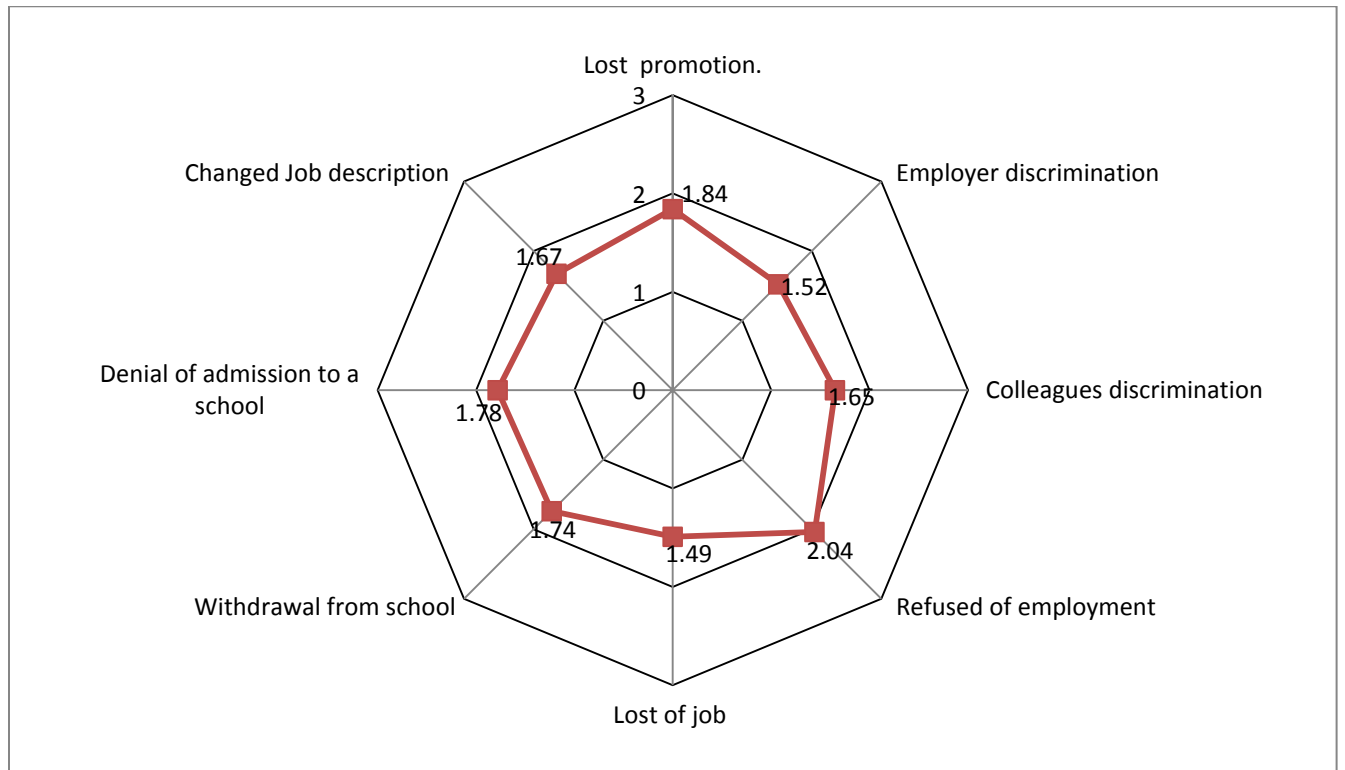 Lost promotion.
3
Changed Job description
Employer discrimination
2
1.84
1.67
1.52
1
Denial of admission to a
school
0
Colleagues discrimination
1.65
1.78
1.74
1.49
2.04
Withdrawal from school
Refused of employment
Lost of job